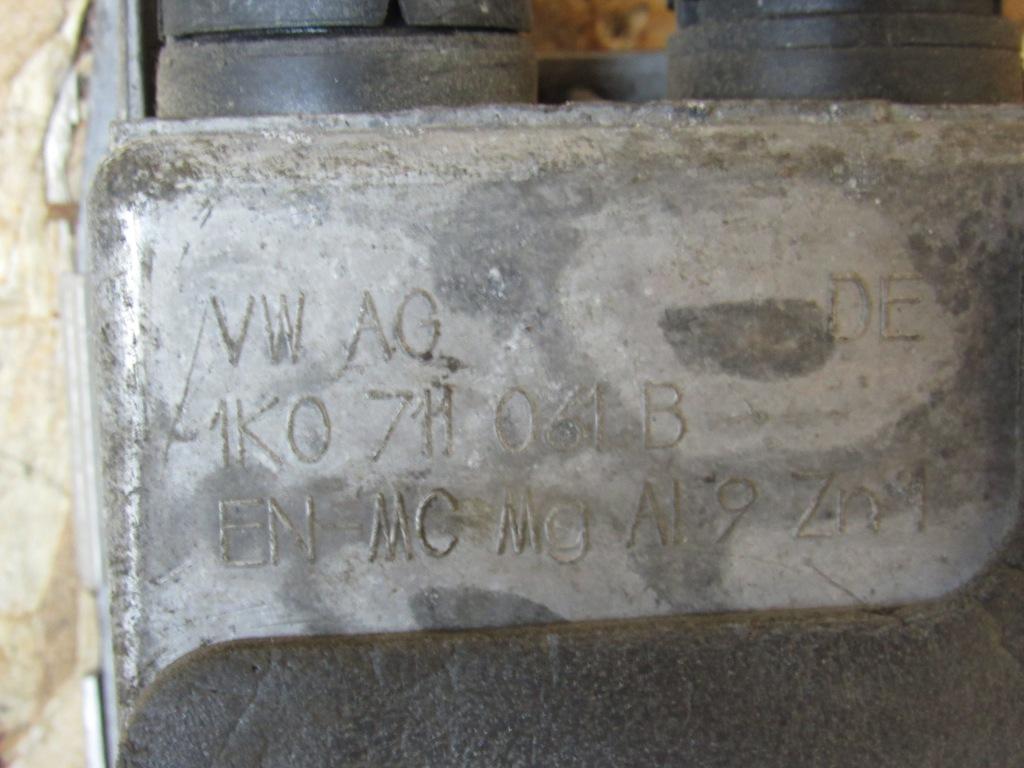 VW AG DE
1K0 711 061 B
EN-MC Mg Al 9 Zn 1